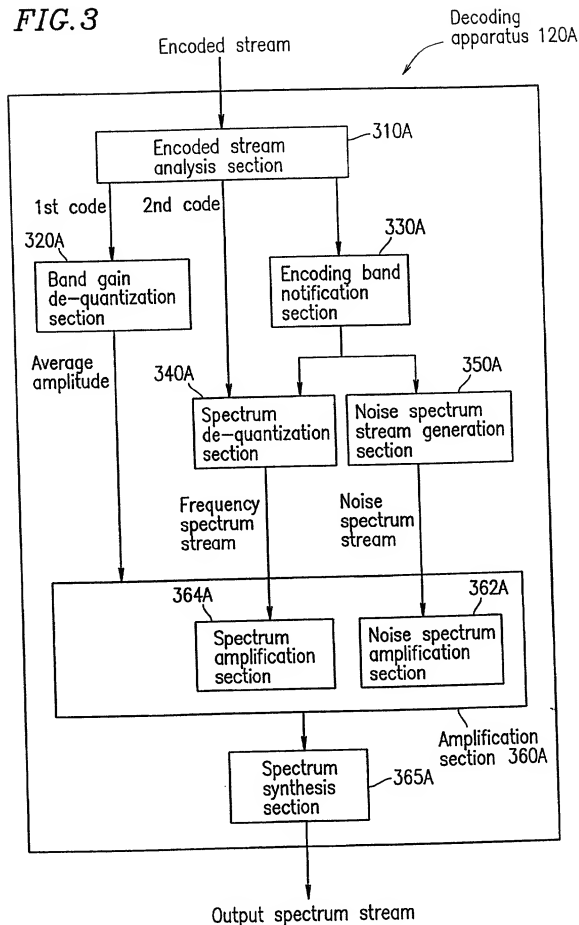 FIG.3
Decoding
apparatus 120A
Encoded stream
310A
Encoded stream
analysis section
1st code
2nd code
320A
330A
Band gain
de-quantization
section
Encoding band
notification
section
Average
amplitude
340A
350A
Spectrum
de-quantization
section
Noise spectrum
stream generation
section
Frequency
spectrum
stream
Noise
spectrum
stream
364A
362A
Spectrum
amplification
section
Noise spectrum
amplification
section
Amplification
section 360A
Spectrum
synthesis
section
365A
Output spectrum stream